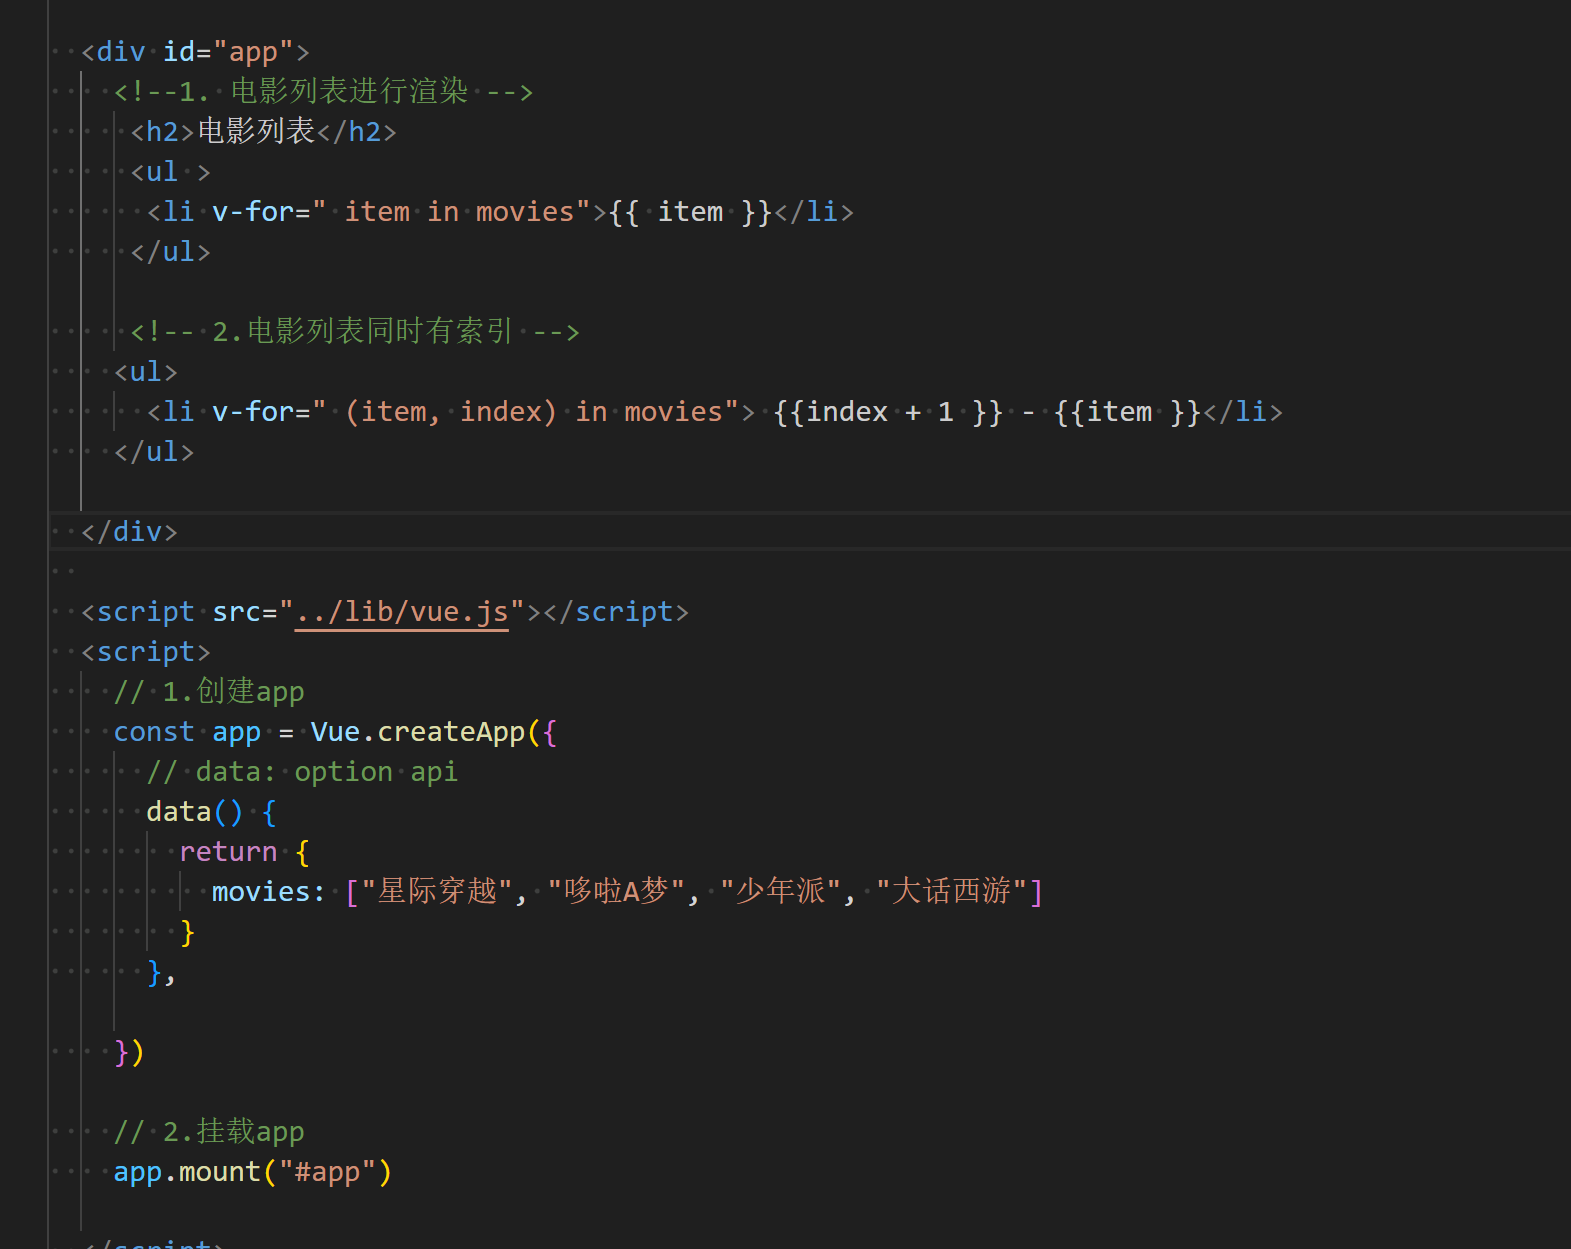 <div id="app">
<!--1. 电影列表进行渲染 -->
<h2>电影列表</h2>
<ul >
<li v-for=" item in movies">{{ item }}</li>
</ul>
<!-- 2.电影列表同时有索引 -->
<ul>
<li v-for=" (item, index) in movies"> {{index + 1 }} - {{item }}</li>
</ul>
</div>
<script src="../lib/vue.js"></script>
<script>
// 1.创建app
const app = Vue.createApp({
// data: option api
data() {
return {
movies: ["星际穿越", "哆啦A梦", "少年派", "大话西游"]
}
},
})
// 2.挂载app
app.mount("#app")
</script>